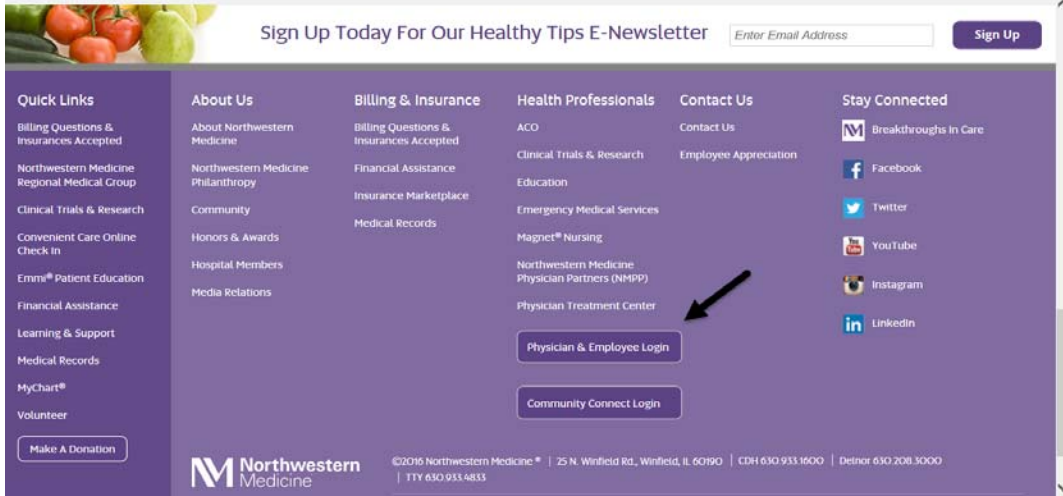 Sign Up Today For Our Healthy Tips E-Newsletter
Enter Email Address
Sign Up
Quick Links
Billing Questions &
Insurances Accepted
Northwestern Medicine
Regional Medical Group
Clinical Trials & Research
Convenient Care Online
Check In
Emmi® Patient Education
Financial Assistance
Learning & Support
Medical Records
MyChart®
Volunteer
Make A Donation
About Us
About Northwestern
Medicine
Northwestern Medicine
Philanthropy
Community
Honors & Awards
Hospital Members
Media Relations
Billing & Insurance
Billing Questions &
Insurances Accepted
Financial Assistance
Insurance Marketplace
Medical Records
Health Professionals
ACO
Clinical Trials & Research
Education
Emergency Medical Services
Magnet® Nursing
Northwestern Medicine
Physician Partners (NMPP)
Physician Treatment Center
Physician & Employee Login
Community Connect Login
Contact Us
Contact Us
Employee Appreciation
Stay Connected
NM Breakthroughs in Care
f Facebook
Twitter
You Tube YouTube
Instagram
in LinkedIn
NM Northwestern
Medicine
©2016 Northwestern Medicine ® | 25 N. Winfield Rd., Winfield, IL 60190 | CDH 630.933.1600 | Delnor 630.208.3000
| TTY 630.933.4833